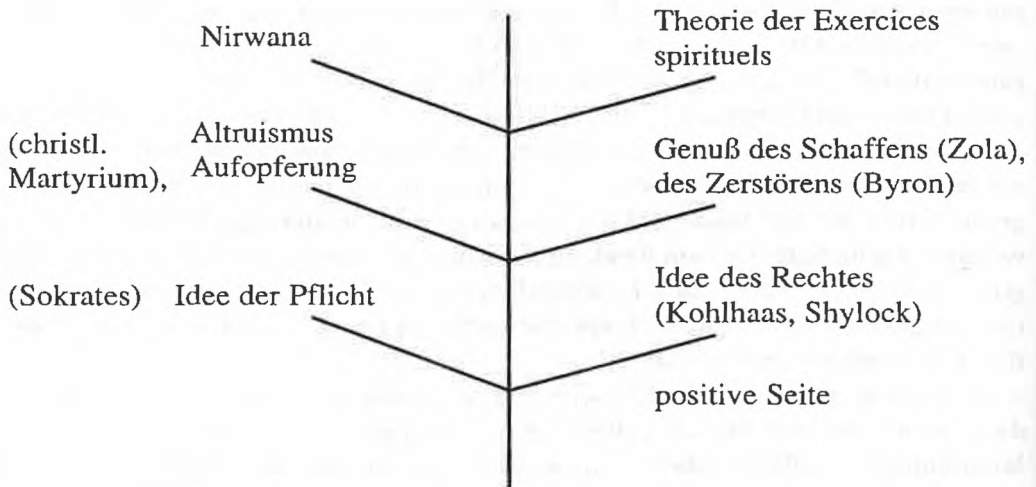 Nirwana
Theorie der Exercices
spirituels
(christl.
Martyrium),
Altruismus
Aufopferung
Genuß des Schaffens (Zola),
des Zerstörens (Byron)
(Sokrates) Idee der Pflicht
Idee des Rechtes
(Kohlhaas, Shylock)
positive Seite